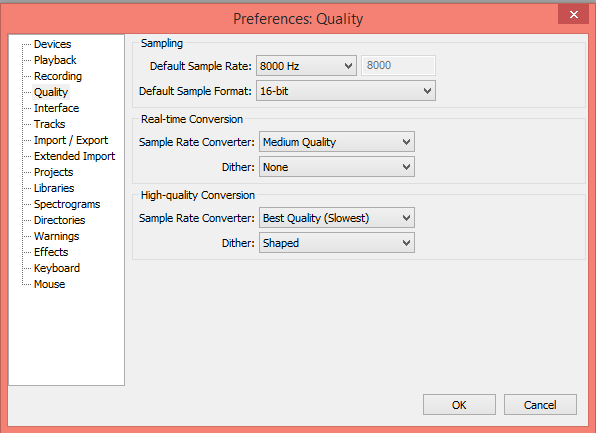 Preferences: Quality
Devices
Playback
Recording
Quality
Interface
Tracks
Import / Export
Extended Import
Projects
Libraries
Spectrograms
Directories
Warnings
Effects
Keyboard
Mouse
Sampling
Default Sample Rate: 8000 Hz 8000
Default Sample Format: 16-bit
Real-time Conversion
Sample Rate Converter: Medium Quality
Dither: None
High-quality Conversion
Sample Rate Converter: Best Quality (Slowest)
Dither: Shaped
OK Cancel